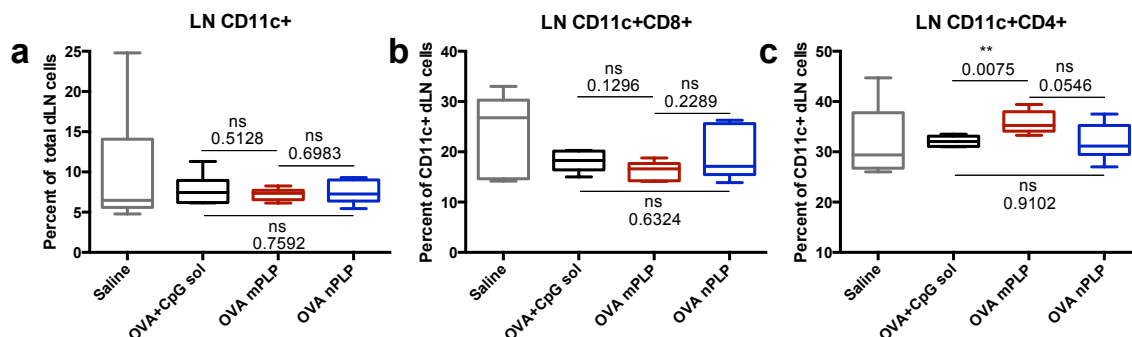 a
LN CD11c+
Percent of total dLN cells
25
20
15
10
5
0
ns
0.5128
ns
0.6983
ns
0.7592
Saline
OVA+CpG sol
OVA mPLP
OVA nPLP
b
LN CD11c+CD8+
Percent of CD11c+ dLN cells
40
30
20
10
0
ns
0.1296
ns
0.2289
ns
0.6324
Saline
OVA+CpG sol
OVA mPLP
OVA nPLP
c
LN CD11c+CD4+
Percent of CD11c+ dLN cells
50
40
30
20
10
**
0.0075
ns
0.0546
ns
0.9102
Saline
OVA+CpG sol
OVA mPLP
OVA nPLP